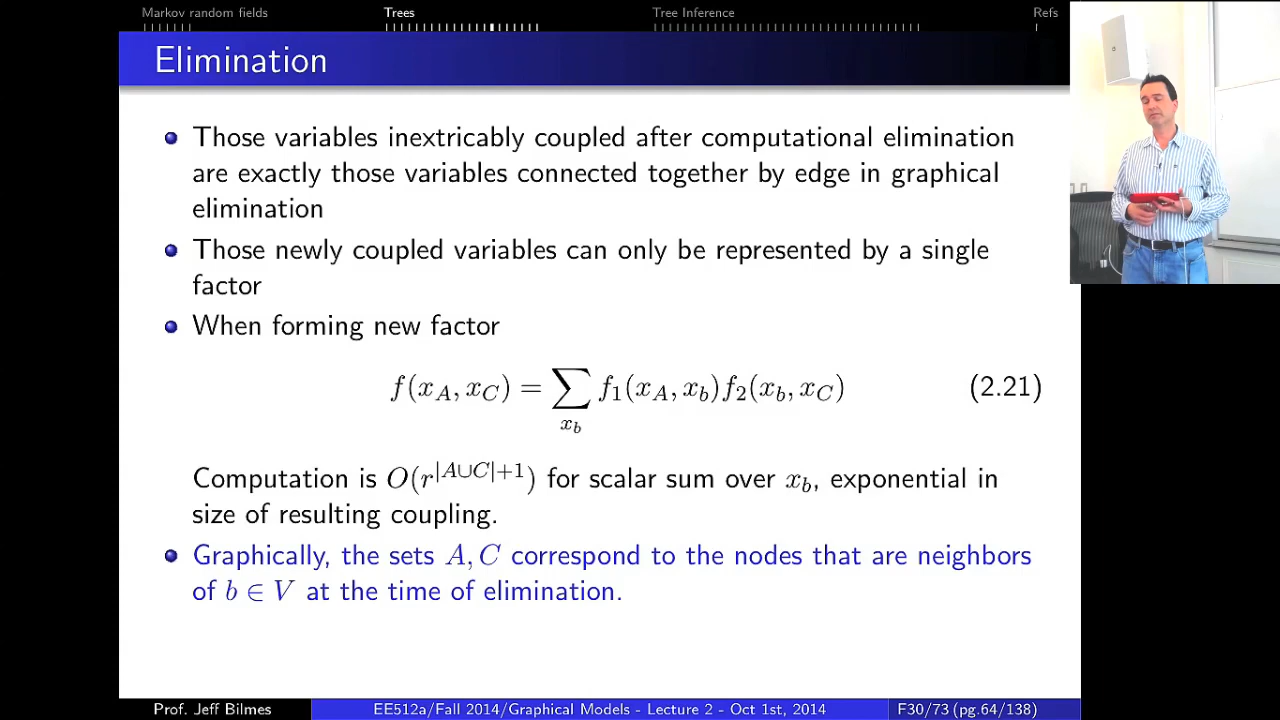 Markov random fields Trees Tree Inference Refs
Elimination
Those variables inextricably coupled after computational elimination
are exactly those variables connected together by edge in graphical
elimination
Those newly coupled variables can only be represented by a single
factor
When forming new factor
f(x_A, x_C) = ∑_{x_b} f_1(x_A, x_b) f_2(x_b, x_C) (2.21)
Computation is O(r^{|A∪C|+1}) for scalar sum over x_b, exponential in
size of resulting coupling.
Graphically, the sets A, C correspond to the nodes that are neighbors
of b ∈ V at the time of elimination.
Prof. Jeff Bilmes EE512a/Fall 2014/Graphical Models - Lecture 2 - Oct 1st, 2014 F30/73 (pg.64/138)